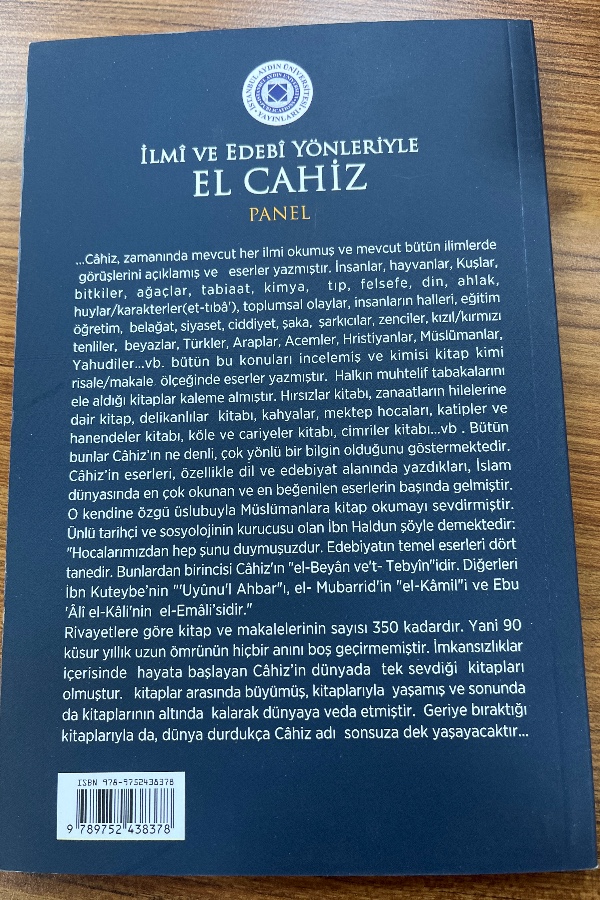 İSTANBUL AYDIN ÜNİVERSİTESİ
YAYINLARI
İLMÎ VE EDEBÎ YÖNLERİYLE
EL CAHİZ
PANEL
...Câhiz, zamanında mevcut her ilmi okumuş ve mevcut bütün ilimlerde
görüşlerini açıklamış ve eserler yazmıştır. İnsanlar, hayvanlar, Kuşlar,
bitkiler, ağaçlar, tabiaat, kimya, tıp, felsefe, din, ahlak,
huylar/karakterler(et-tıbâ'), toplumsal olaylar, insanların halleri, eğitim
öğretim, belağat, siyaset, ciddiyet, şaka, şarkıcılar, zenciler, kızıl/kırmızı
tenliler, beyazlar, Türkler, Araplar, Acemler, Hristiyanlar, Müslümanlar,
Yahudiler...vb. bütün bu konuları incelemiş ve kimisi kitap kimi
risale/makale ölçeğinde eserler yazmıştır. Halkın muhtelif tabakalarını
ele aldığı kitaplar kaleme almıştır. Hırsızlar kitabı, zanaatların hilelerine
dair kitap, delikanlılar kitabı, kahyalar, mektep hocaları, katipler ve
hanendeler kitabı, köle ve cariyeler kitabı, cimriler kitabı...vb . Bütün
bunlar Câhiz'ın ne denli, çok yönlü bir bilgin olduğunu göstermektedir.
Câhiz'in eserleri, özellikle dil ve edebiyat alanında yazdıkları, İslam
dünyasında en çok okunan ve en beğenilen eserlerin başında gelmiştir.
O kendine özgü üslubuyla Müslümanlara kitap okumayı sevdirmiştir.
Ünlü tarihçi ve sosyolojinin kurucusu olan İbn Haldun şöyle demektedir:
"Hocalarımızdan hep şunu duymuşuzdur. Edebiyatın temel eserleri dört
tanedir. Bunlardan birincisi Câhiz'ın "el-Beyân ve't- Tebyîn"idir. Diğerleri
İbn Kuteybe'nin "'Uyûnu'l Ahbar"ı, el- Mubarrid'in "el-Kâmil"i ve Ebu
'Âli el-Kâli'nin el-Emâli'sidir."
Rivayetlere göre kitap ve makalelerinin sayısı 350 kadardır. Yani 90
küsur yıllık uzun ömrünün hiçbir anını boş geçirmemiştir. İmkansızlıklar
içerisinde hayata başlayan Câhiz'in dünyada tek sevdiği kitapları
olmuştur. kitaplar arasında büyümüş, kitaplarıyla yaşamış ve sonunda
da kitaplarının altında kalarak dünyaya veda etmiştir. Geriye bıraktığı
kitaplarıyla da, dünya durdukça Câhiz adı sonsuza dek yaşayacaktır...
ISBN 978-9752438378
9 789752 438378